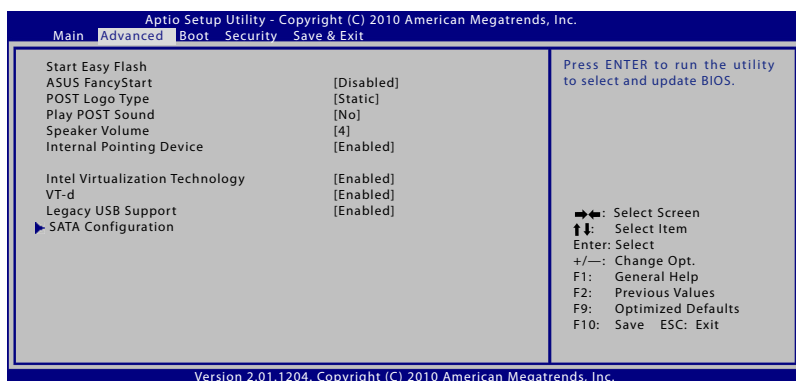 Aptio Setup Utility - Copyright (C) 2010 American Megatrends, Inc.
Main Advanced Boot Security Save & Exit
Start Easy Flash
ASUS FancyStart [Disabled]
POST Logo Type [Static]
Play POST Sound [No]
Speaker Volume [4]
Internal Pointing Device [Enabled]
Intel Virtualization Technology [Enabled]
VT-d [Enabled]
Legacy USB Support [Enabled]
SATA Configuration
Press ENTER to run the utility
to select and update BIOS.
→←: Select Screen
↑↓: Select Item
Enter: Select
+/—: Change Opt.
F1: General Help
F2: Previous Values
F9: Optimized Defaults
F10: Save ESC: Exit
Version 2.01.1204. Copyright (C) 2010 American Megatrends, Inc.